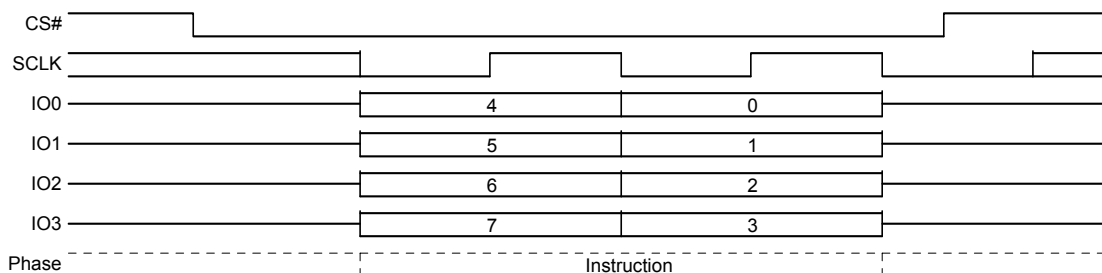 CS#
SCLK
IO0 4 0
IO1 5 1
IO2 6 2
IO3 7 3
Phase Instruction